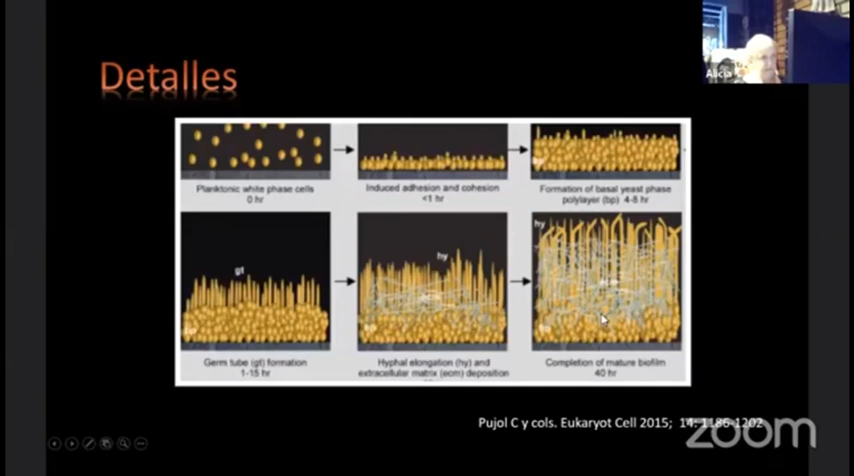 Alicia
Detalles
Planktonic white phase cells
0 hr
Induced adhesion and cohesion
<1 hr
Formation of basal yeast phase
polylayer (bp) 4-8 hr
gt
hy
hy
Germ tube (gt) formation
1-15 hr
Hyphal elongation (hy) and
extracellular matrix (ecm) deposition
Completion of mature biofilm
40 hr
Pujol C y cols. Eukaryot Cell 2015; 14: 1186-1202
zoom